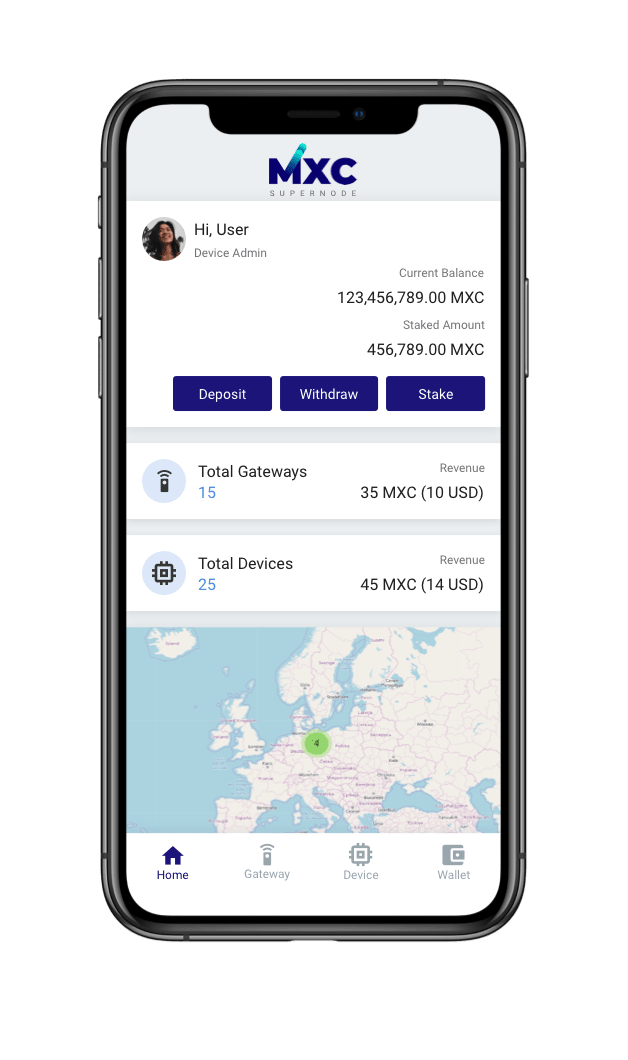 MXC
SUPERNODE
Hi, User
Device Admin
Current Balance
123,456,789.00 MXC
Staked Amount
456,789.00 MXC
Deposit Withdraw Stake
Total Gateways
15
Revenue
35 MXC (10 USD)
Total Devices
25
Revenue
45 MXC (14 USD)
4
Home Gateway Device Wallet